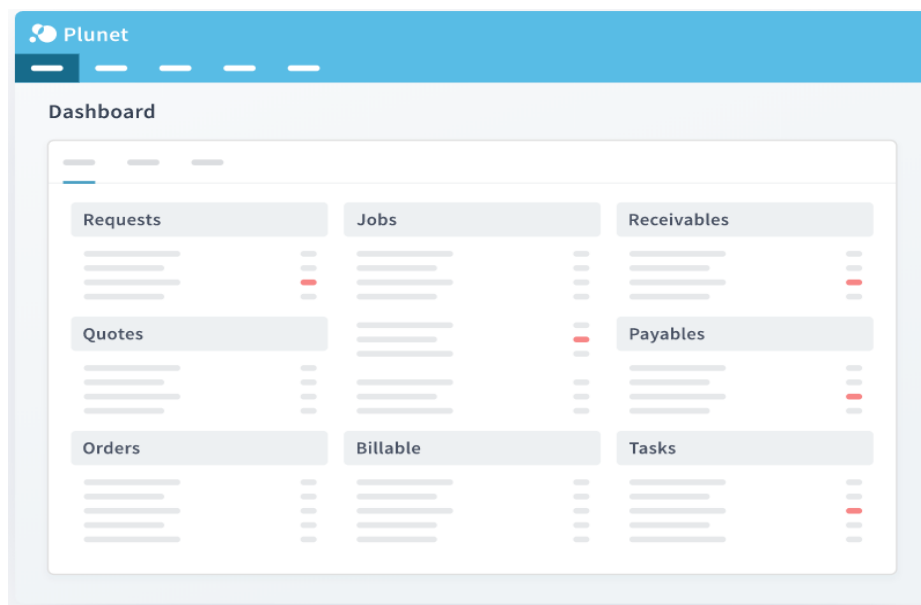 Plunet
Dashboard
Requests
Jobs
Receivables
Quotes
Payables
Orders
Billable
Tasks